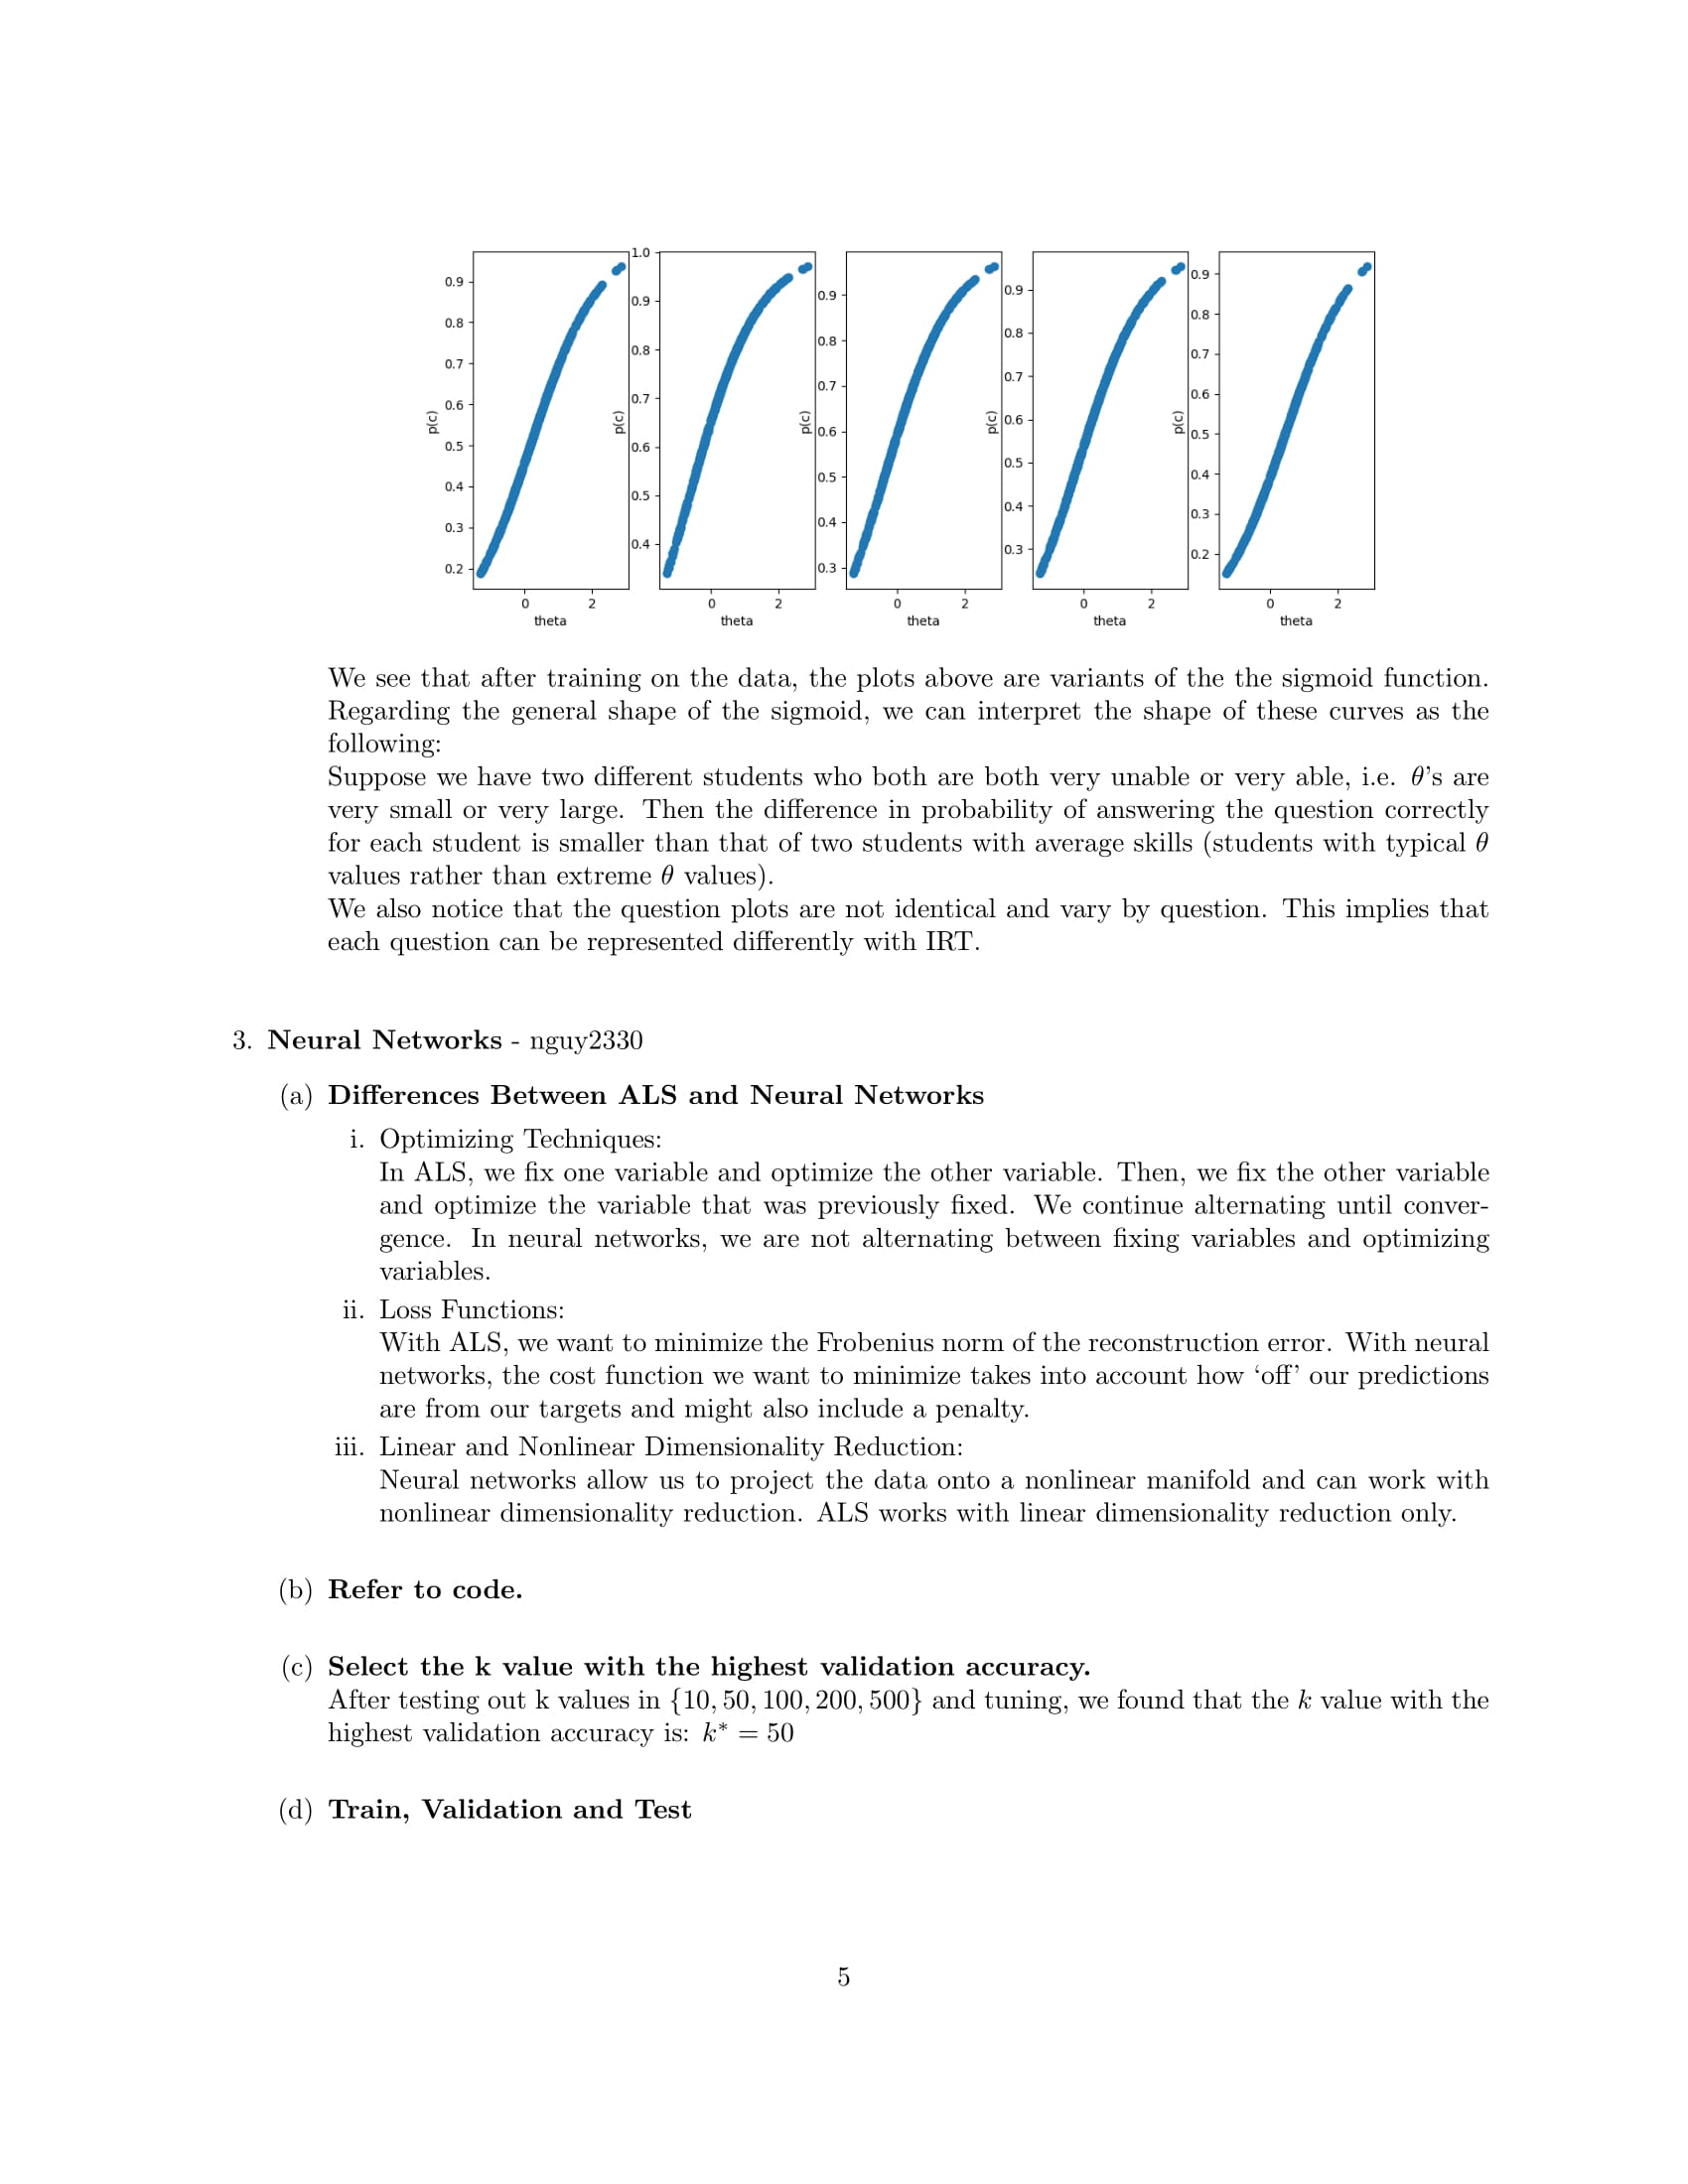 0.9
0.8
0.7
0.6
0.5
0.4
0.3
0.2
p(c)
0 2
theta
1.0
0.9
0.8
0.7
0.6
0.5
0.4
p(c)
0 2
theta
0.9
0.8
0.7
0.6
0.5
0.4
0.3
p(c)
0 2
theta
0.9
0.8
0.7
0.6
0.5
0.4
0.3
p(c)
0 2
theta
0.9
0.8
0.7
0.6
0.5
0.4
0.3
0.2
p(c)
0 2
theta
We see that after training on the data, the plots above are variants of the the sigmoid function.
Regarding the general shape of the sigmoid, we can interpret the shape of these curves as the
following:
Suppose we have two different students who both are both very unable or very able, i.e. θ's are
very small or very large. Then the difference in probability of answering the question correctly
for each student is smaller than that of two students with average skills (students with typical θ
values rather than extreme θ values).
We also notice that the question plots are not identical and vary by question. This implies that
each question can be represented differently with IRT.
3. Neural Networks - nguy2330
(a) Differences Between ALS and Neural Networks
i. Optimizing Techniques:
In ALS, we fix one variable and optimize the other variable. Then, we fix the other variable
and optimize the variable that was previously fixed. We continue alternating until conver-
gence. In neural networks, we are not alternating between fixing variables and optimizing
variables.
ii. Loss Functions:
With ALS, we want to minimize the Frobenius norm of the reconstruction error. With neural
networks, the cost function we want to minimize takes into account how ‘off’ our predictions
are from our targets and might also include a penalty.
iii. Linear and Nonlinear Dimensionality Reduction:
Neural networks allow us to project the data onto a nonlinear manifold and can work with
nonlinear dimensionality reduction. ALS works with linear dimensionality reduction only.
(b) Refer to code.
(c) Select the k value with the highest validation accuracy.
After testing out k values in {10, 50, 100, 200, 500} and tuning, we found that the k value with the
highest validation accuracy is: k* = 50
(d) Train, Validation and Test
5